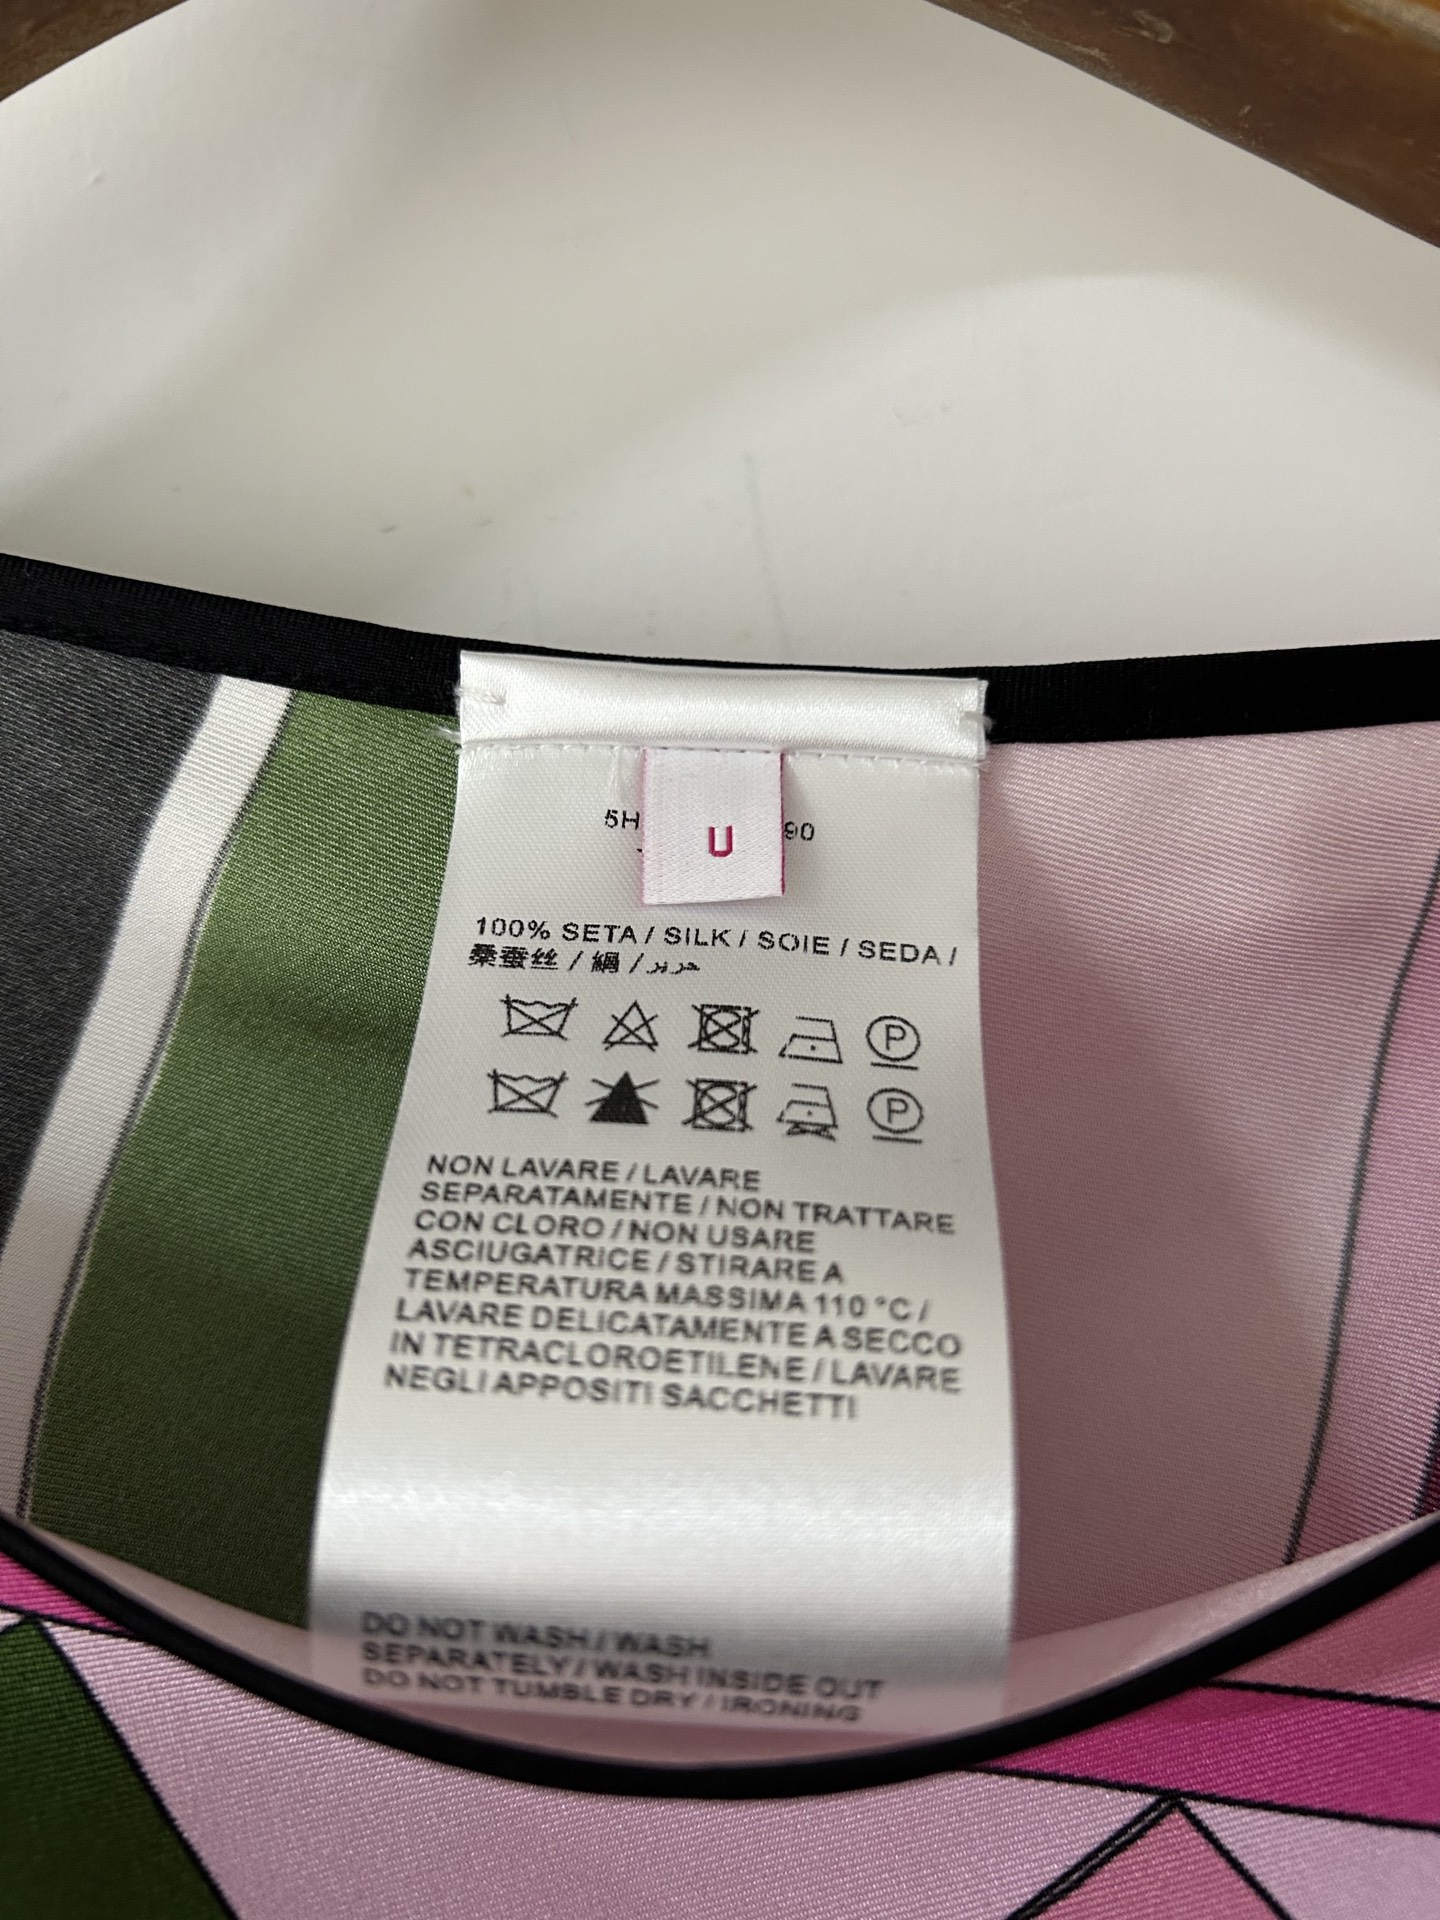 5H
90
U
100% SETA / SILK / SOIE / SEDA /
桑蚕丝 / 絹 / حرير
P
P
NON LAVARE / LAVARE
SEPARATAMENTE / NON TRATTARE
CON CLORO / NON USARE
ASCIUGATRICE / STIRARE A
TEMPERATURA MASSIMA 110 °C /
LAVARE DELICATAMENTE A SECCO
IN TETRACLOROETILENE / LAVARE
NEGLI APPOSITI SACCHETTI
DO NOT WASH / WASH
SEPARATELY / WASH INSIDE OUT
DO NOT TUMBLE DRY / IRONING